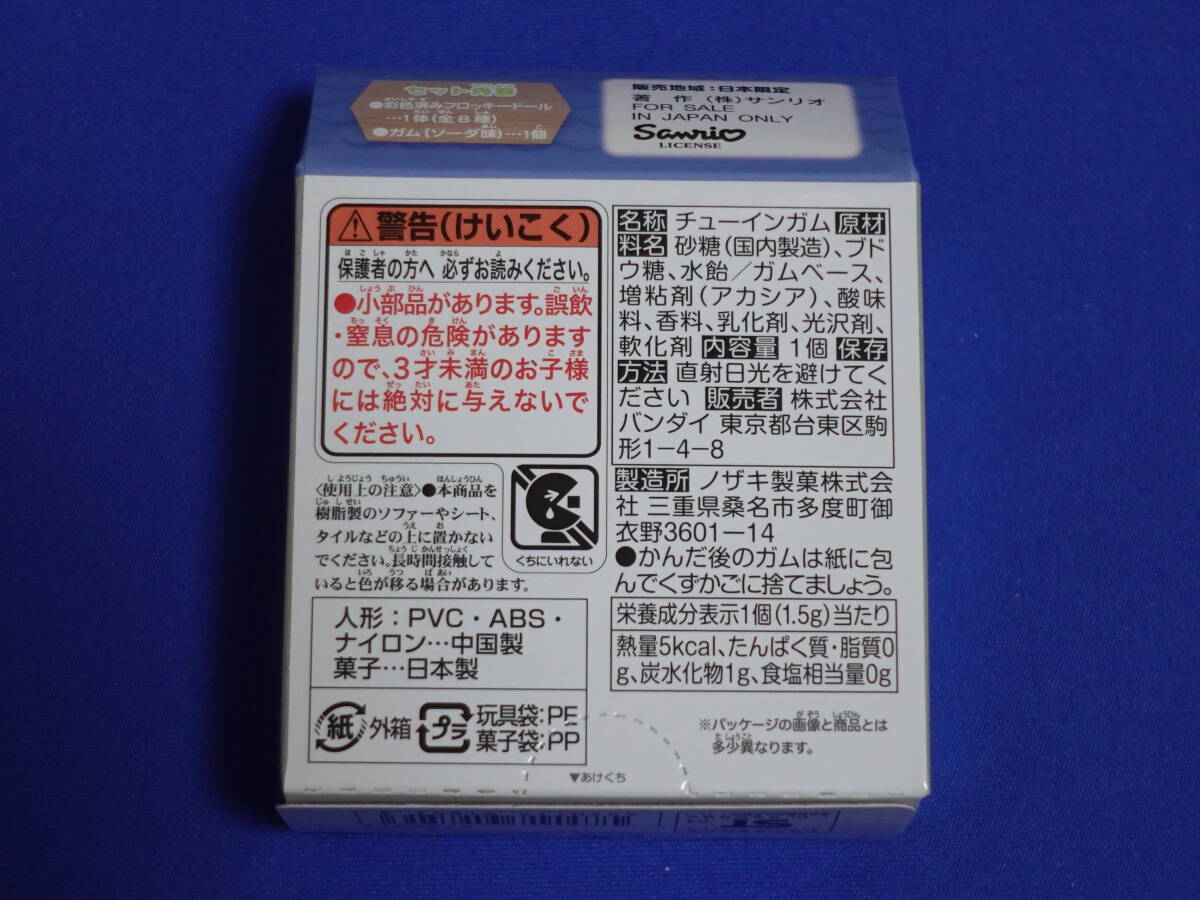 セット内容
●彩色済みフロッキードール
…1体(全8種)
●ガム(ソーダ味)…1個
販売地域:日本限定
著 作 (株)サンリオ
FOR SALE
IN JAPAN ONLY
Sanrio
LICENSE
警告(けいこく)
保護者の方へ 必ずお読みください。
●小部品があります。誤飲
・窒息の危険があります
ので、3才未満のお子様
には絶対に与えないで
ください。
〈使用上の注意〉●本商品を
樹脂製のソファーやシート、
タイルなどの上に置かない
でください。長時間接触して
いると色が移る場合があります。
くちにいれない
人形:PVC・ABS・
ナイロン…中国製
菓子…日本製
紙 外箱
プラ 玩具袋:PE
菓子袋:PP
名称 チューインガム 原材
料名 砂糖(国内製造)、ブド
ウ糖、水飴/ガムベース、
増粘剤(アカシア)、酸味
料、香料、乳化剤、光沢剤、
軟化剤 内容量 1個 保存
方法 直射日光を避けてく
ださい 販売者 株式会社
バンダイ 東京都台東区駒
形1-4-8
製造所 ノザキ製菓株式会
社 三重県桑名市多度町御
衣野3601-14
●かんだ後のガムは紙に包
んでくずかごに捨てましょう。
栄養成分表示1個(1.5g)当たり
熱量5kcal、たんぱく質・脂質0
g、炭水化物1g、食塩相当量0g
※パッケージの画像と商品とは
多少異なります。
▼あけくち